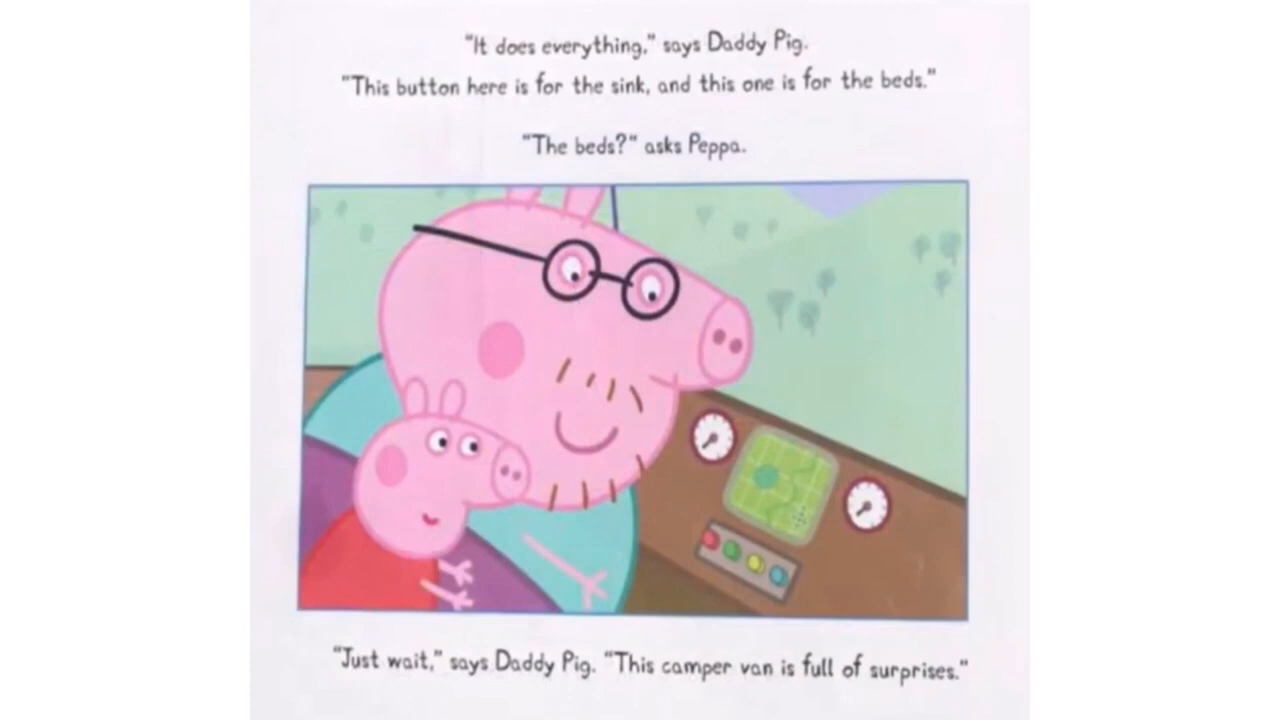 "It does everything," says Daddy Pig.
"This button here is for the sink, and this one is for the beds."
"The beds?" asks Peppa.
"Just wait," says Daddy Pig. "This camper van is full of surprises."